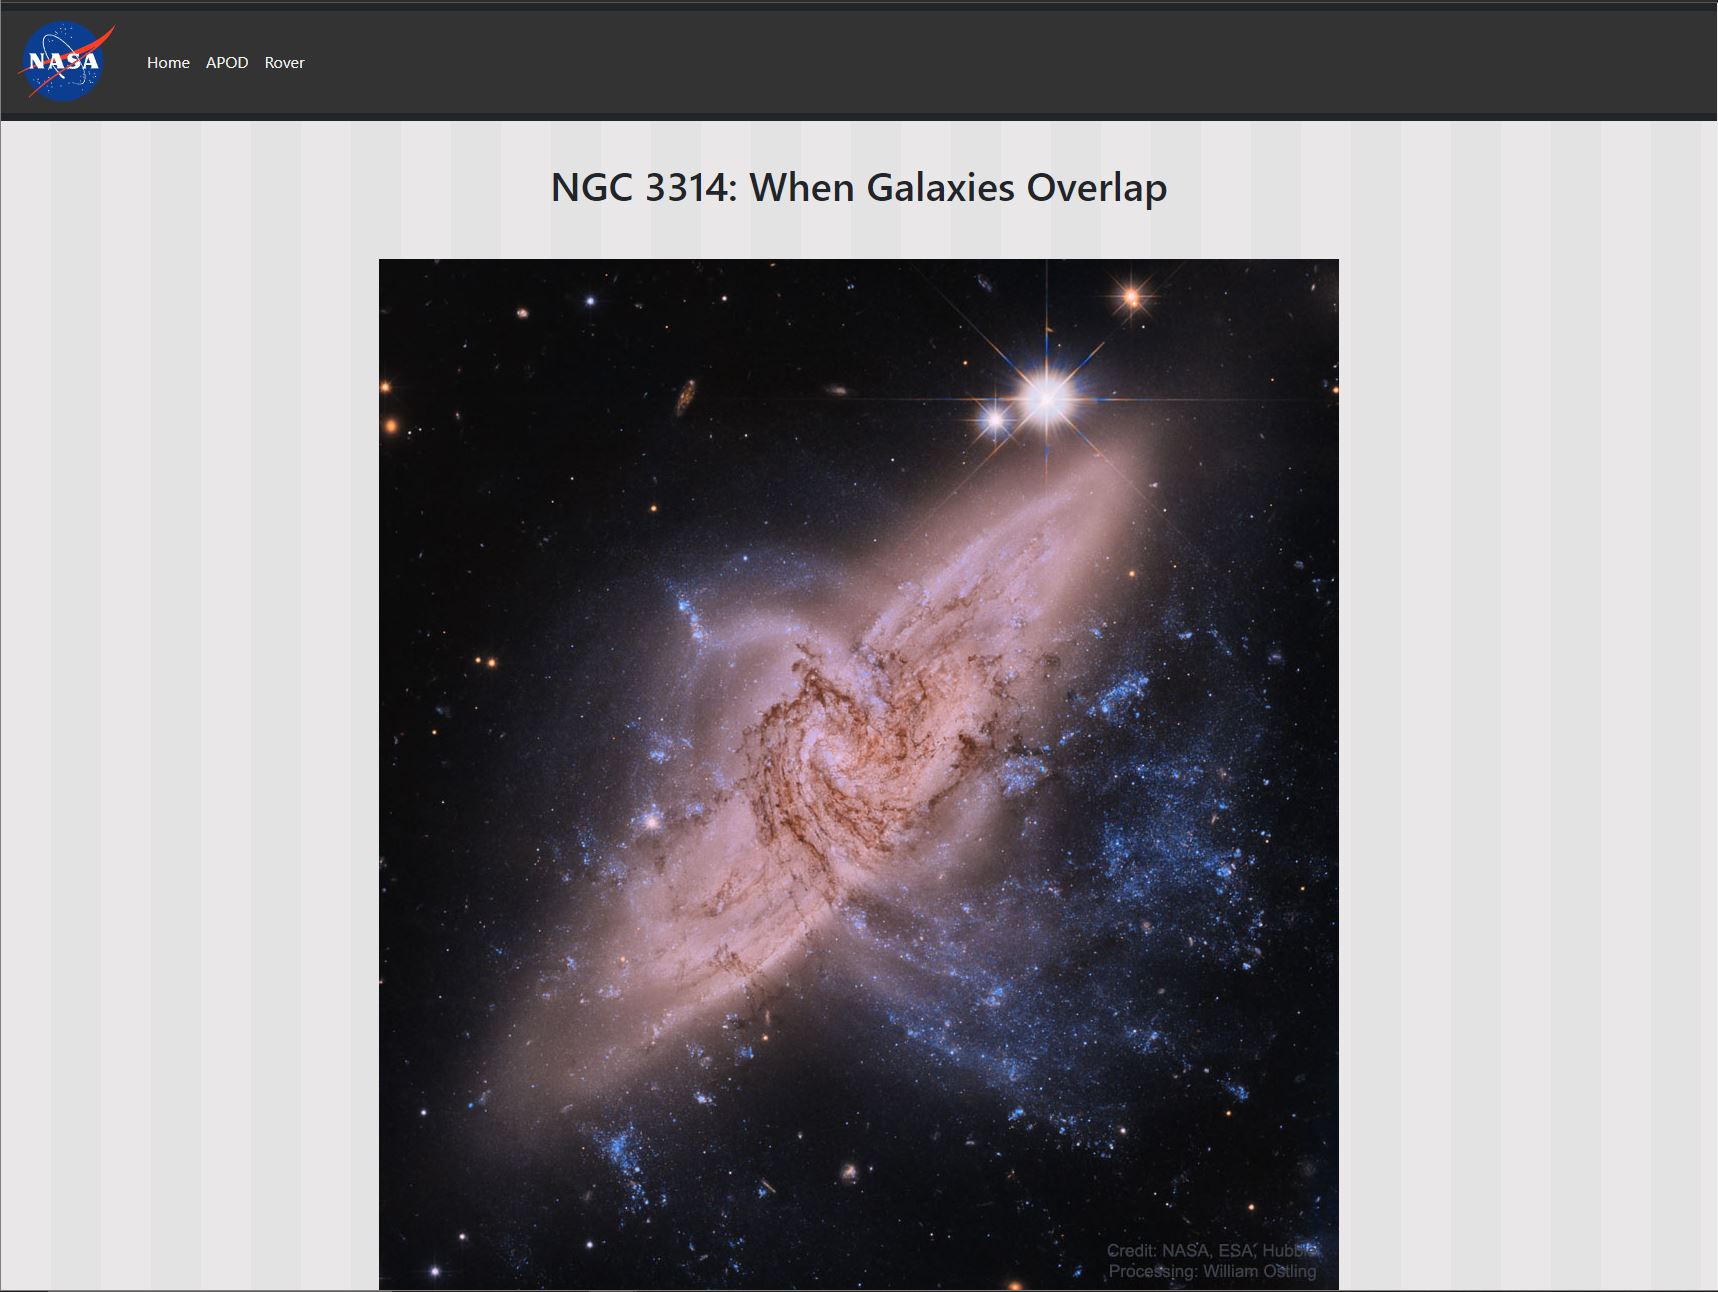 NASA
Home APOD Rover
NGC 3314: When Galaxies Overlap
Credit: NASA, ESA, Hubble
Processing: William Ostling